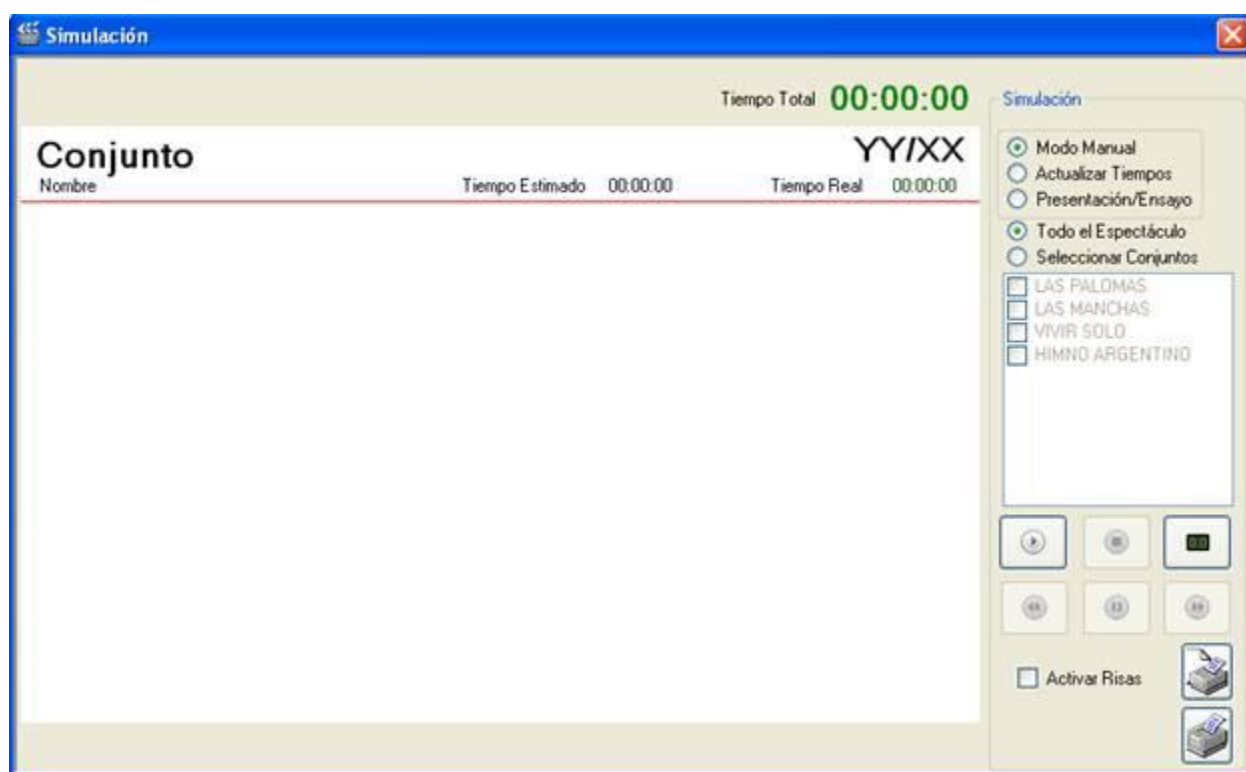 Simulación
Tiempo Total 00:00:00
Conjunto YY/XX
Nombre Tiempo Estimado 00:00:00 Tiempo Real 00:00:00
Simulación
Modo Manual
Actualizar Tiempos
Presentación/Ensayo
Todo el Espectáculo
Seleccionar Conjuntos
LAS PALOMAS
LAS MANCHAS
VIVIR SOLO
HIMNO ARGENTINO
Activar Risas